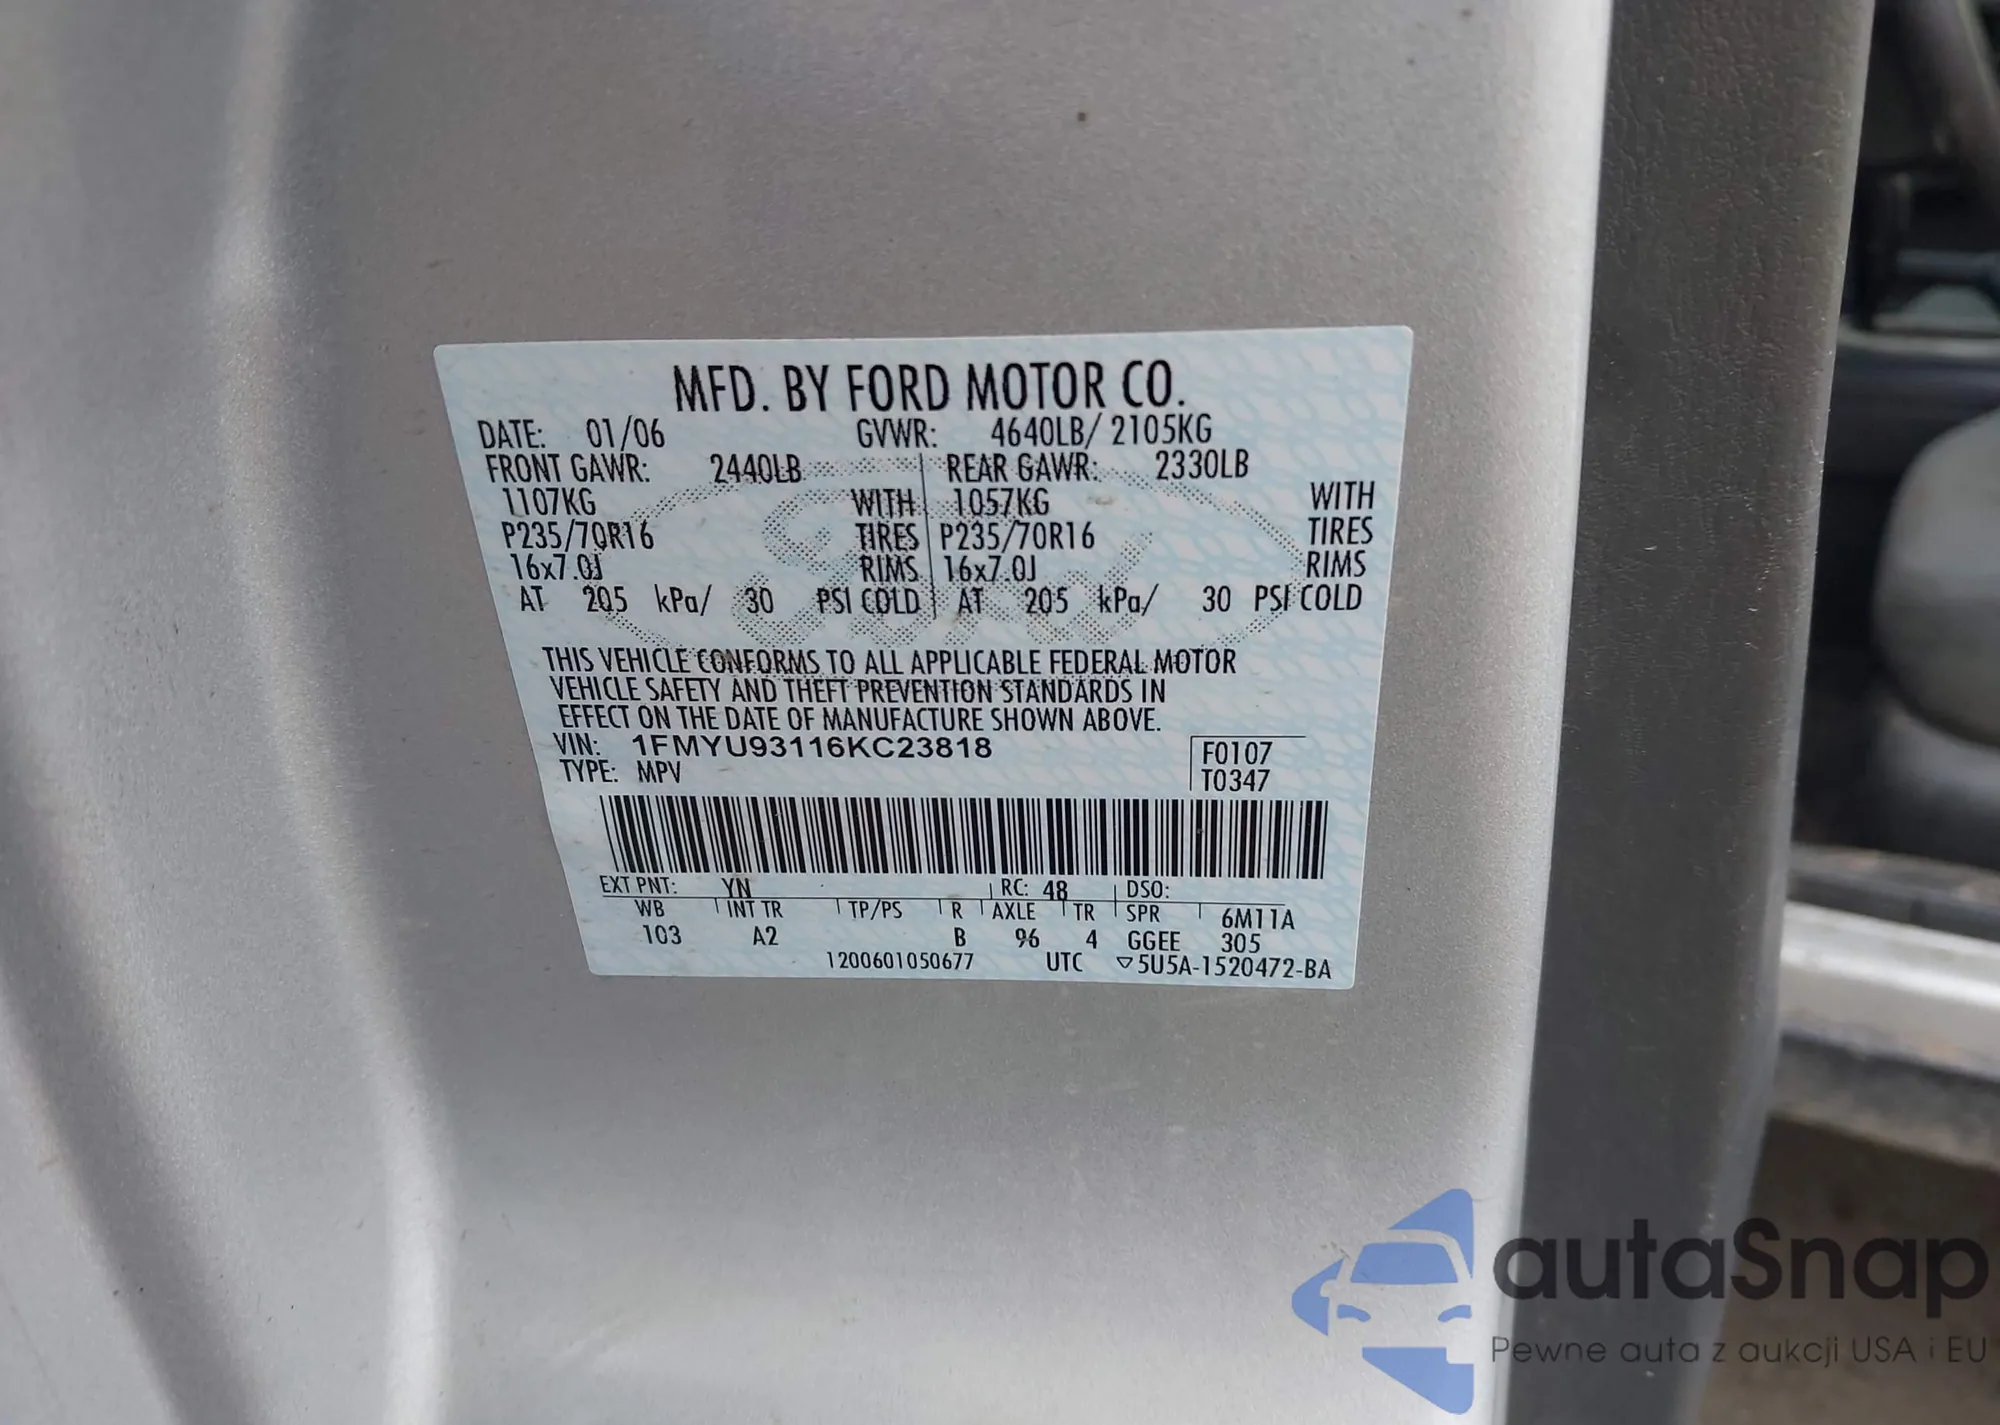 MFD. BY FORD MOTOR CO.
DATE: 01/06 GVWR: 4640LB/ 2105KG
FRONT GAWR: 2440LB REAR GAWR: 2330LB
1107KG WITH 1057KG WITH
P235/70R16 TIRES P235/70R16 TIRES
16x7.0J RIMS 16x7.0J RIMS
AT 205 kPa/ 30 PSI COLD AT 205 kPa/ 30 PSI COLD
THIS VEHICLE CONFORMS TO ALL APPLICABLE FEDERAL MOTOR
VEHICLE SAFETY AND THEFT PREVENTION STANDARDS IN
EFFECT ON THE DATE OF MANUFACTURE SHOWN ABOVE.
VIN: 1FMYU93116KC23818 F0107
TYPE: MPV T0347
EXT PNT: YN RC: 48 DSO:
WB INT TR TP/PS R AXLE TR SPR 6M11A
103 A2 B 96 4 GGEE 305
1200601050677 UTC ▽5U5A-1520472-BA
autaSnap
Pewne auta z aukcji USA i EU